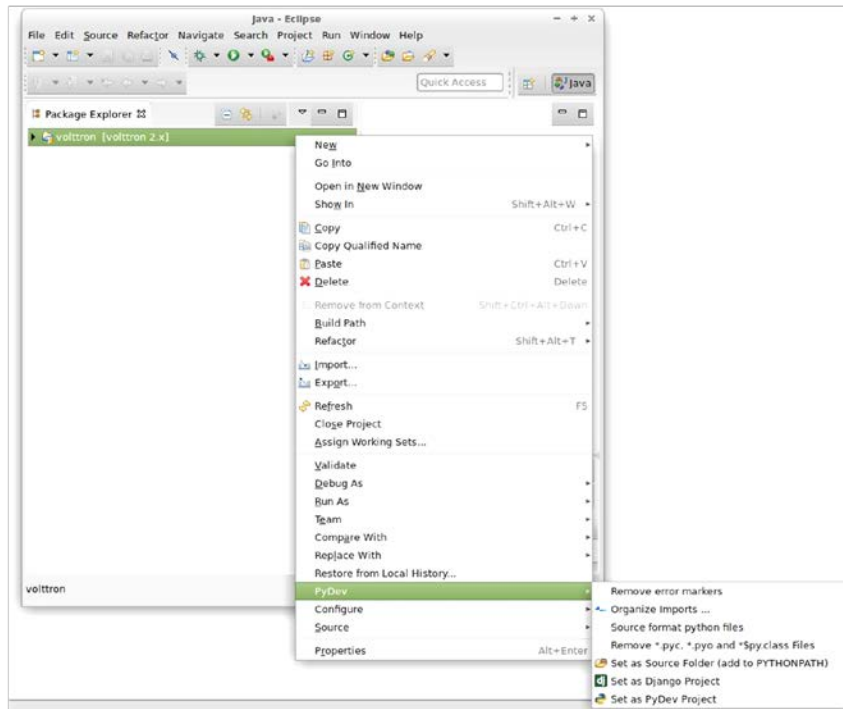 Java - Eclipse
File Edit Source Refactor Navigate Search Project Run Window Help
Quick Access
Java
Package Explorer
volttron [volttron 2.x]
New
Go Into
Open in New Window
Show In Shift+Alt+W
Copy Ctrl+C
Copy Qualified Name
Paste Ctrl+V
Delete Delete
Remove from Context Shift+Ctrl+Alt+Down
Build Path
Refactor Shift+Alt+T
Import...
Export...
Refresh F5
Close Project
Assign Working Sets...
Validate
Debug As
Run As
Team
Compare With
Replace With
Restore from Local History...
volttron
PyDev
Configure
Source
Properties Alt+Enter
Remove error markers
Organize Imports ...
Source format python files
Remove *.pyc, *.pyo and *$py.class Files
Set as Source Folder (add to PYTHONPATH)
dj Set as Django Project
Set as PyDev Project